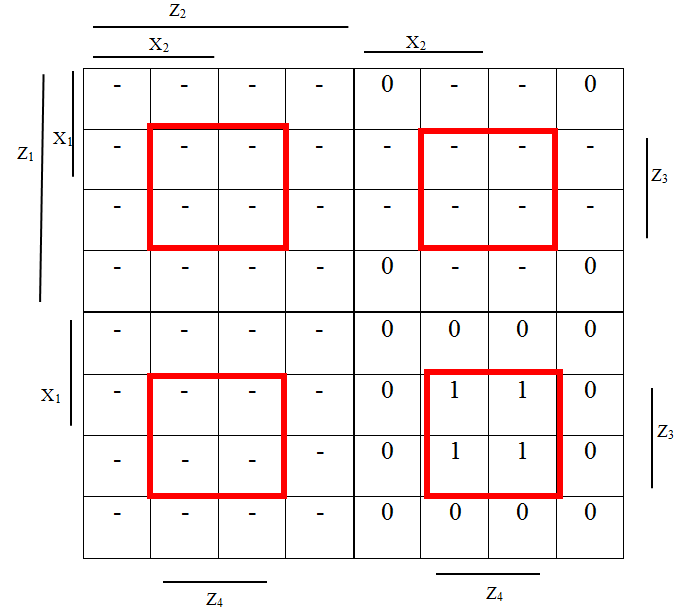 Z2
X2 X2
- - - - 0 - - 0
X1
- - - - - - - -
Z1
Z3
- - - - - - - -
- - - - 0 - - 0
- - - - 0 0 0 0
- - - - 0 1 1 0
X1
Z3
- - - - 0 1 1 0
- - - - 0 0 0 0
Z4 Z4